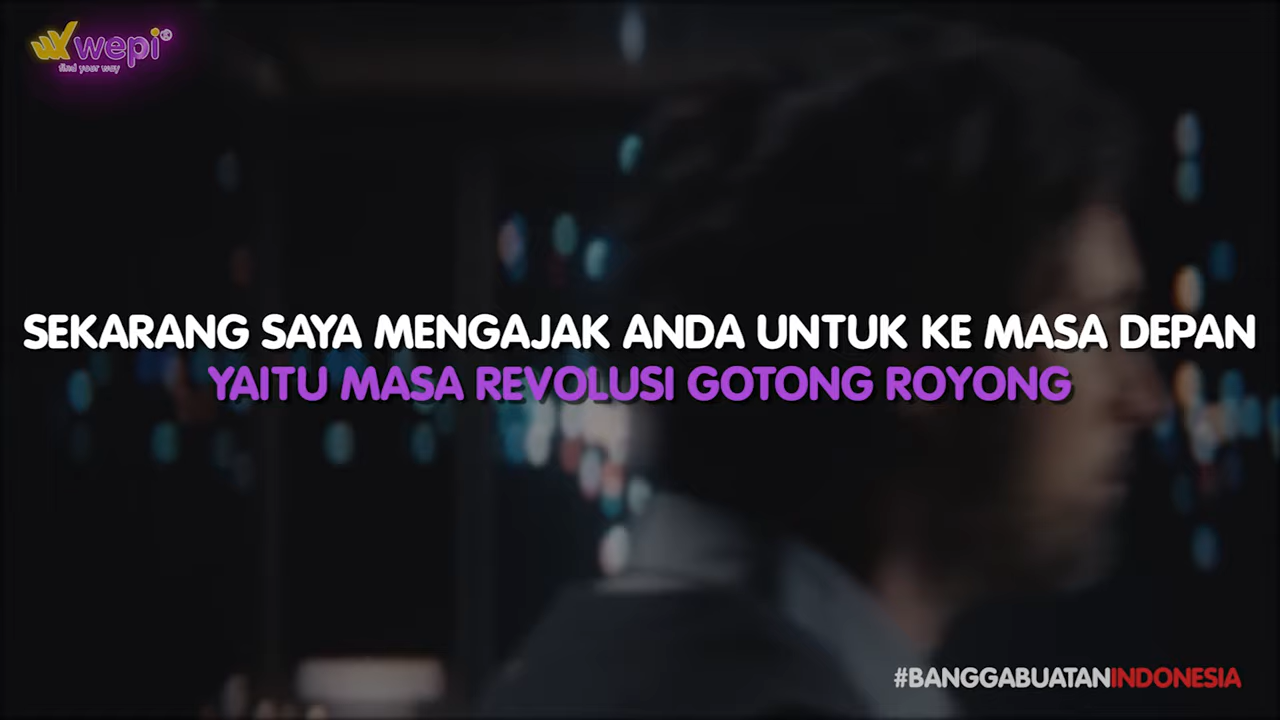 wepi®
find your way
SEKARANG SAYA MENGAJAK ANDA UNTUK KE MASA DEPAN
YAITU MASA REVOLUSI GOTONG ROYONG
#BANGGABUATANINDONESIA